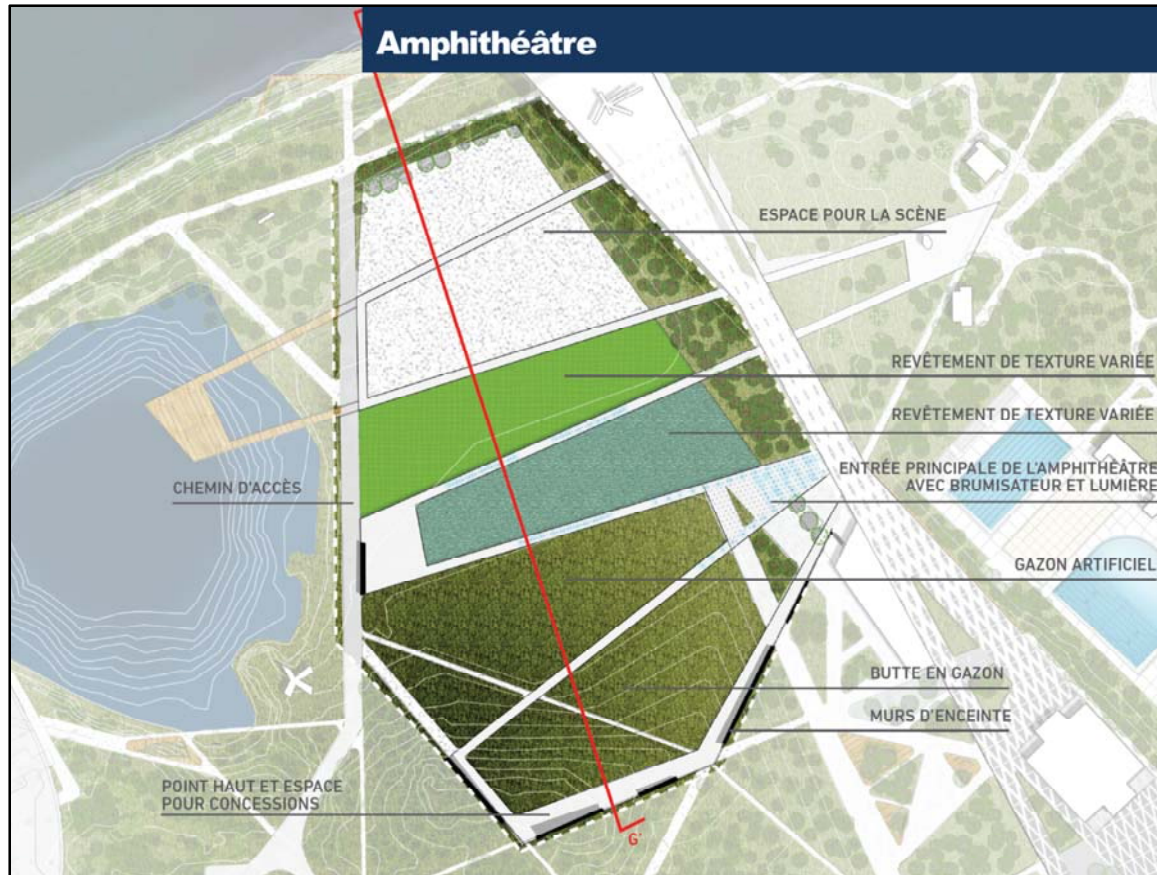 Amphithéâtre
ESPACE POUR LA SCÈNE
REVÊTEMENT DE TEXTURE VARIÉE
REVÊTEMENT DE TEXTURE VARIÉE
ENTRÉE PRINCIPALE DE L'AMPHITHÉÂTRE
AVEC BRUMISATEUR ET LUMIÈRE
CHEMIN D'ACCÈS
GAZON ARTIFICIEL
BUTTE EN GAZON
MURS D'ENCEINTE
POINT HAUT ET ESPACE
POUR CONCESSIONS
G'